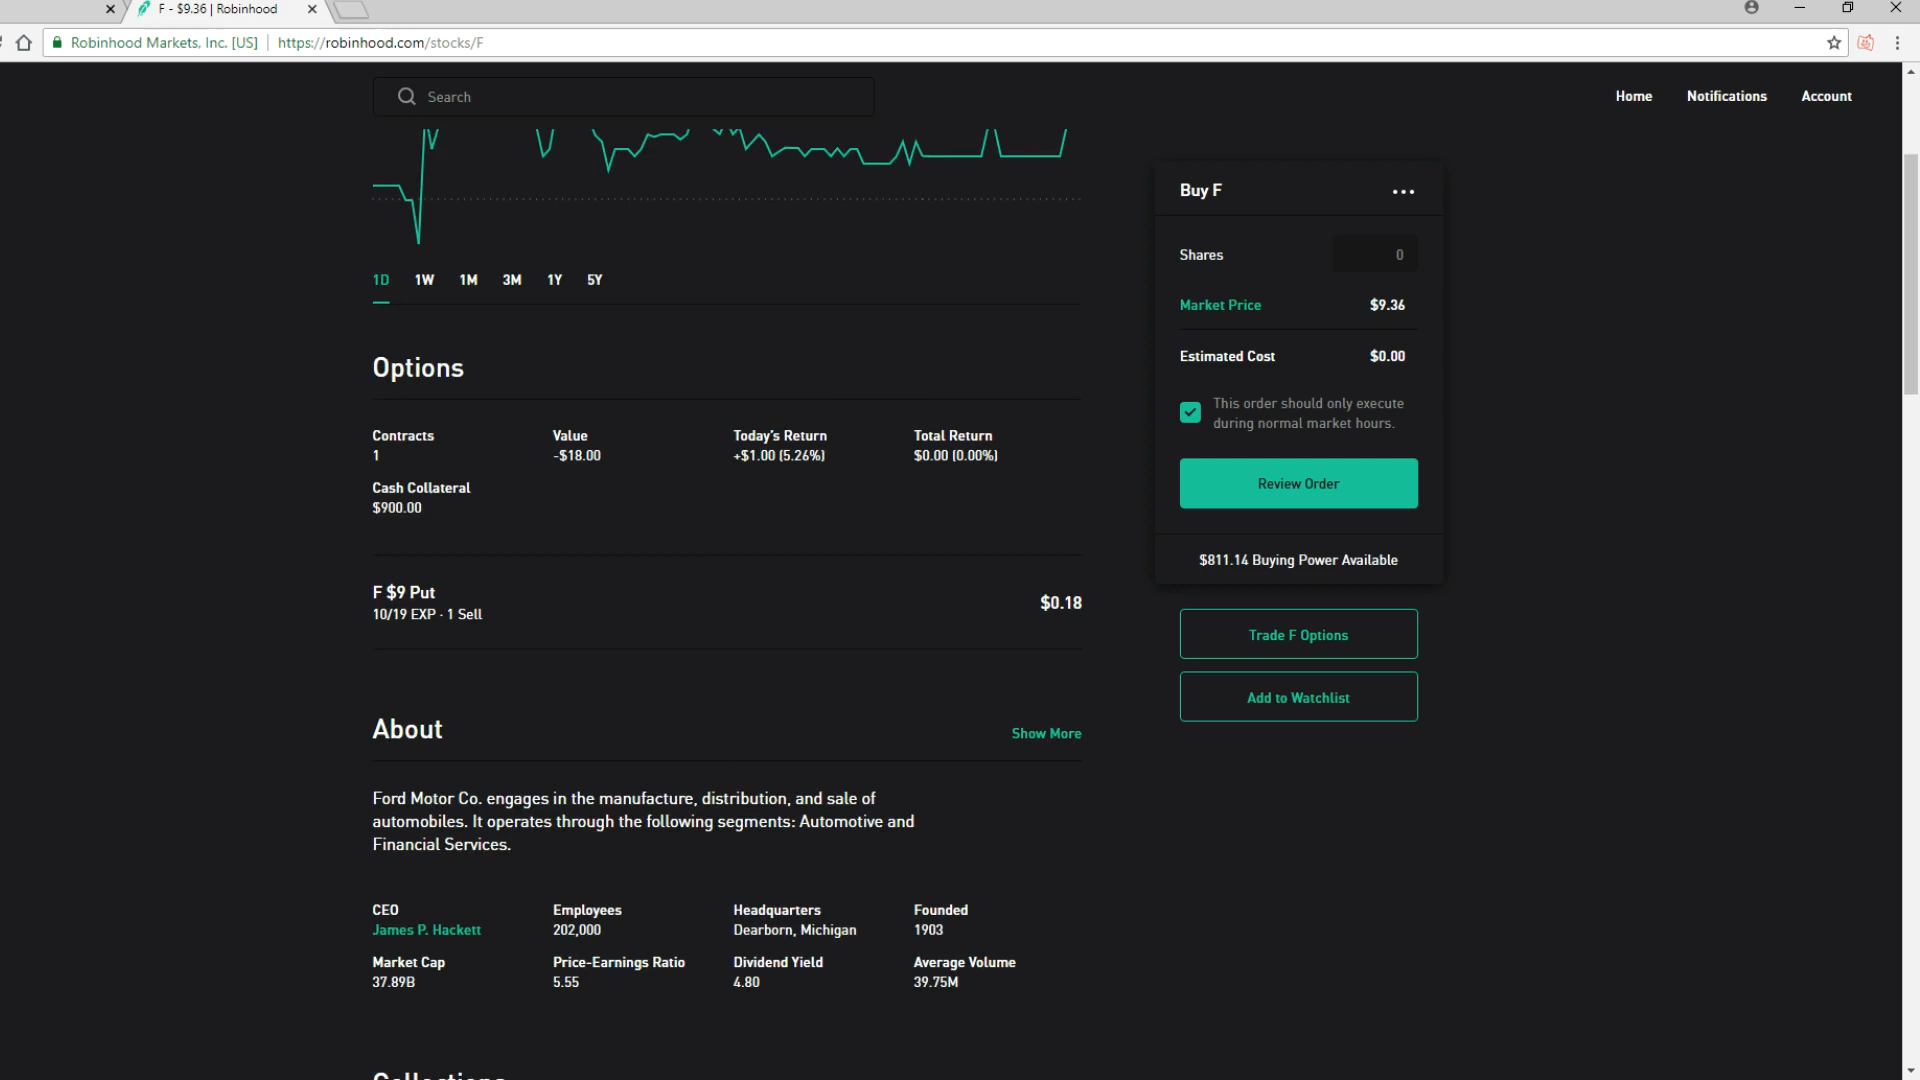 F - $9.36 | Robinhood
Robinhood Markets, Inc. [US]
https://robinhood.com/stocks/F
Search
Home
Notifications
Account
1D 1W 1M 3M 1Y 5Y
Buy F
Shares 0
Market Price $9.36
Estimated Cost $0.00
This order should only execute
during normal market hours.
Review Order
$811.14 Buying Power Available
Trade F Options
Add to Watchlist
Options
Contracts Value Today's Return Total Return
1 -$18.00 +$1.00 (5.26%) $0.00 (0.00%)
Cash Collateral
$900.00
F $9 Put
10/19 EXP · 1 Sell
$0.18
About
Show More
Ford Motor Co. engages in the manufacture, distribution, and sale of
automobiles. It operates through the following segments: Automotive and
Financial Services.
CEO Employees Headquarters Founded
James P. Hackett 202,000 Dearborn, Michigan 1903
Market Cap Price-Earnings Ratio Dividend Yield Average Volume
37.89B 5.55 4.80 39.75M
Collections